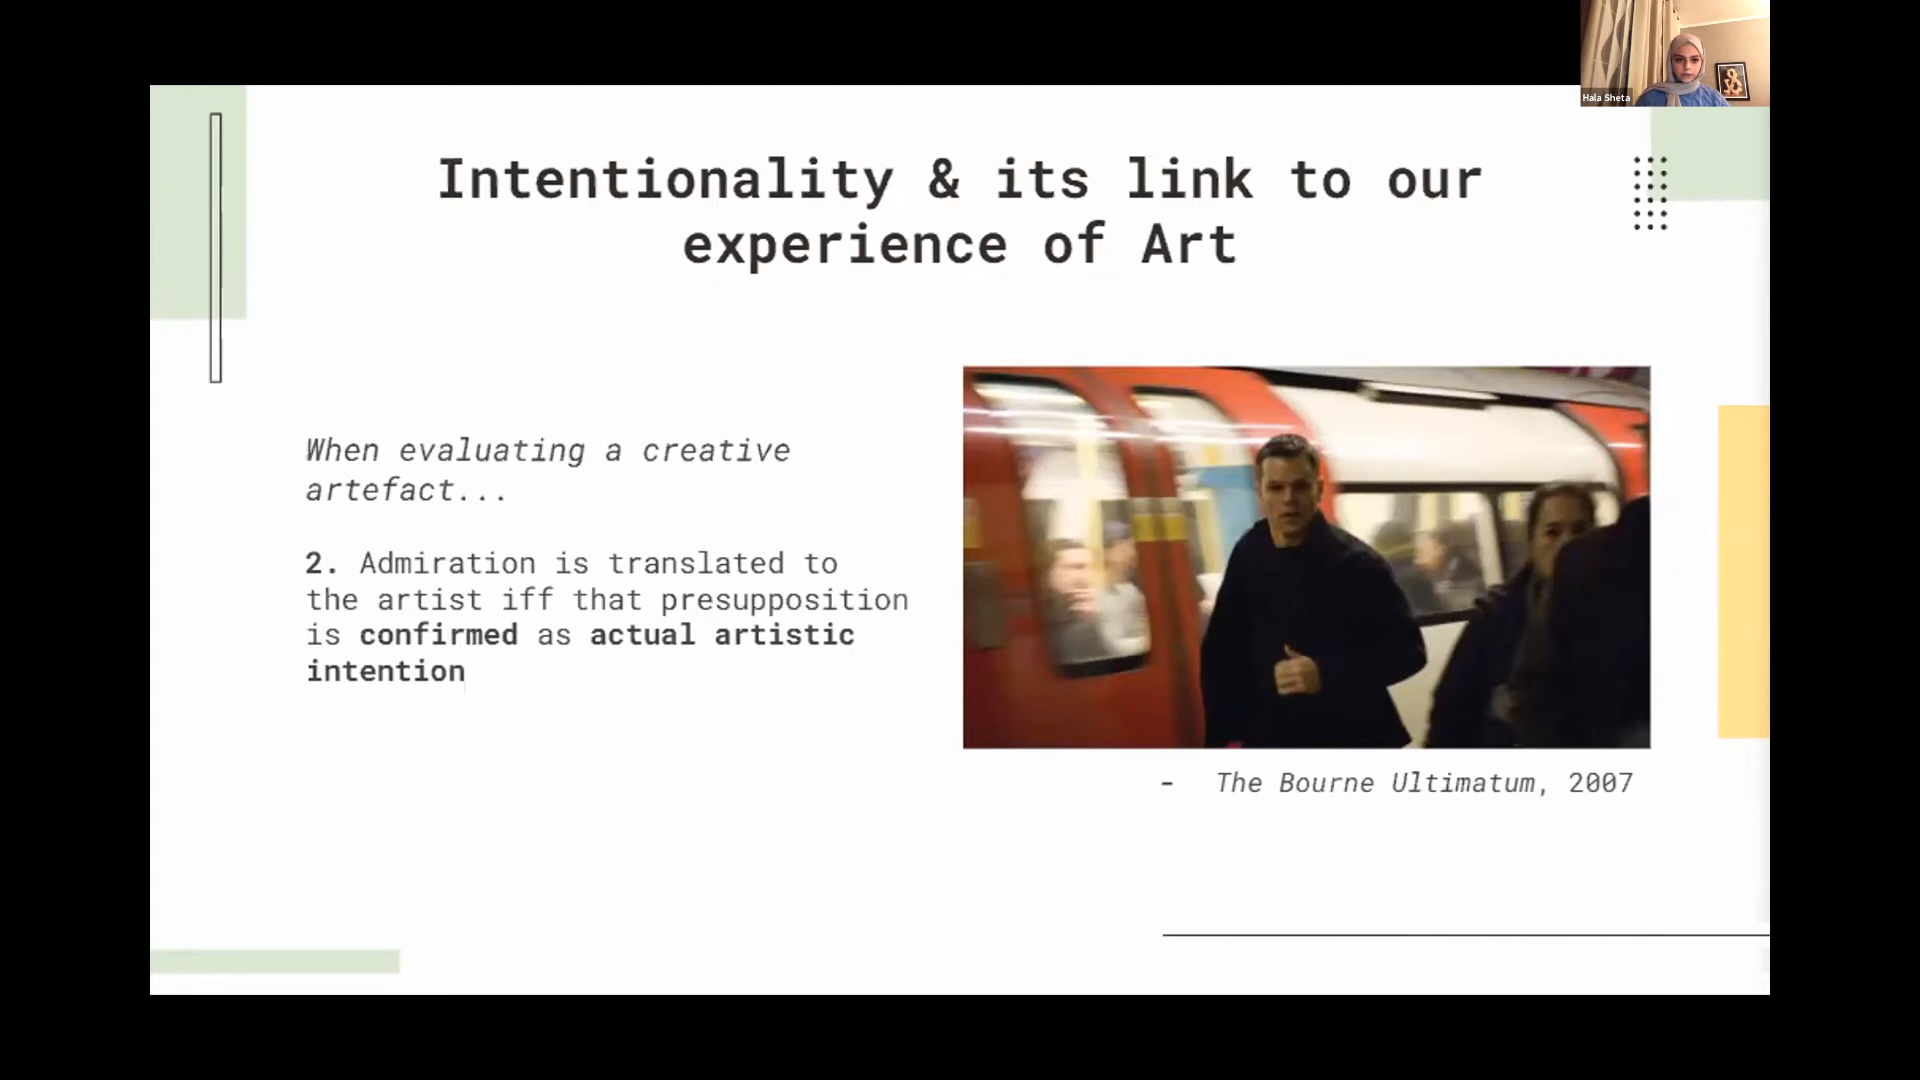 Hala Sheta
Intentionality & its link to our
experience of Art
When evaluating a creative
artefact...
2. Admiration is translated to
the artist iff that presupposition
is confirmed as actual artistic
intention
- The Bourne Ultimatum, 2007